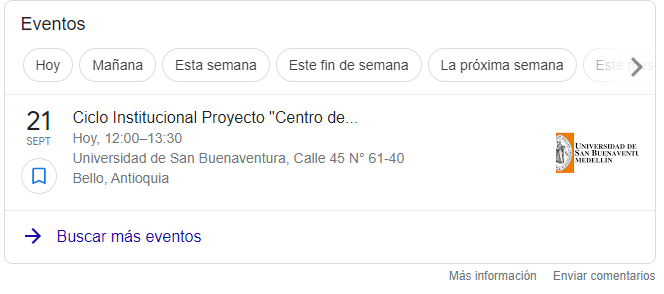 Eventos
Hoy
Mañana
Esta semana
Este fin de semana
La próxima semana
Este
21
SEPT
Ciclo Institucional Proyecto "Centro de...
Hoy, 12:00–13:30
Universidad de San Buenaventura, Calle 45 N° 61-40
Bello, Antioquia
UNIVERSIDAD DE
SAN BUENAVENTU
MEDELLÍN
Buscar más eventos
Más información
Enviar comentarios